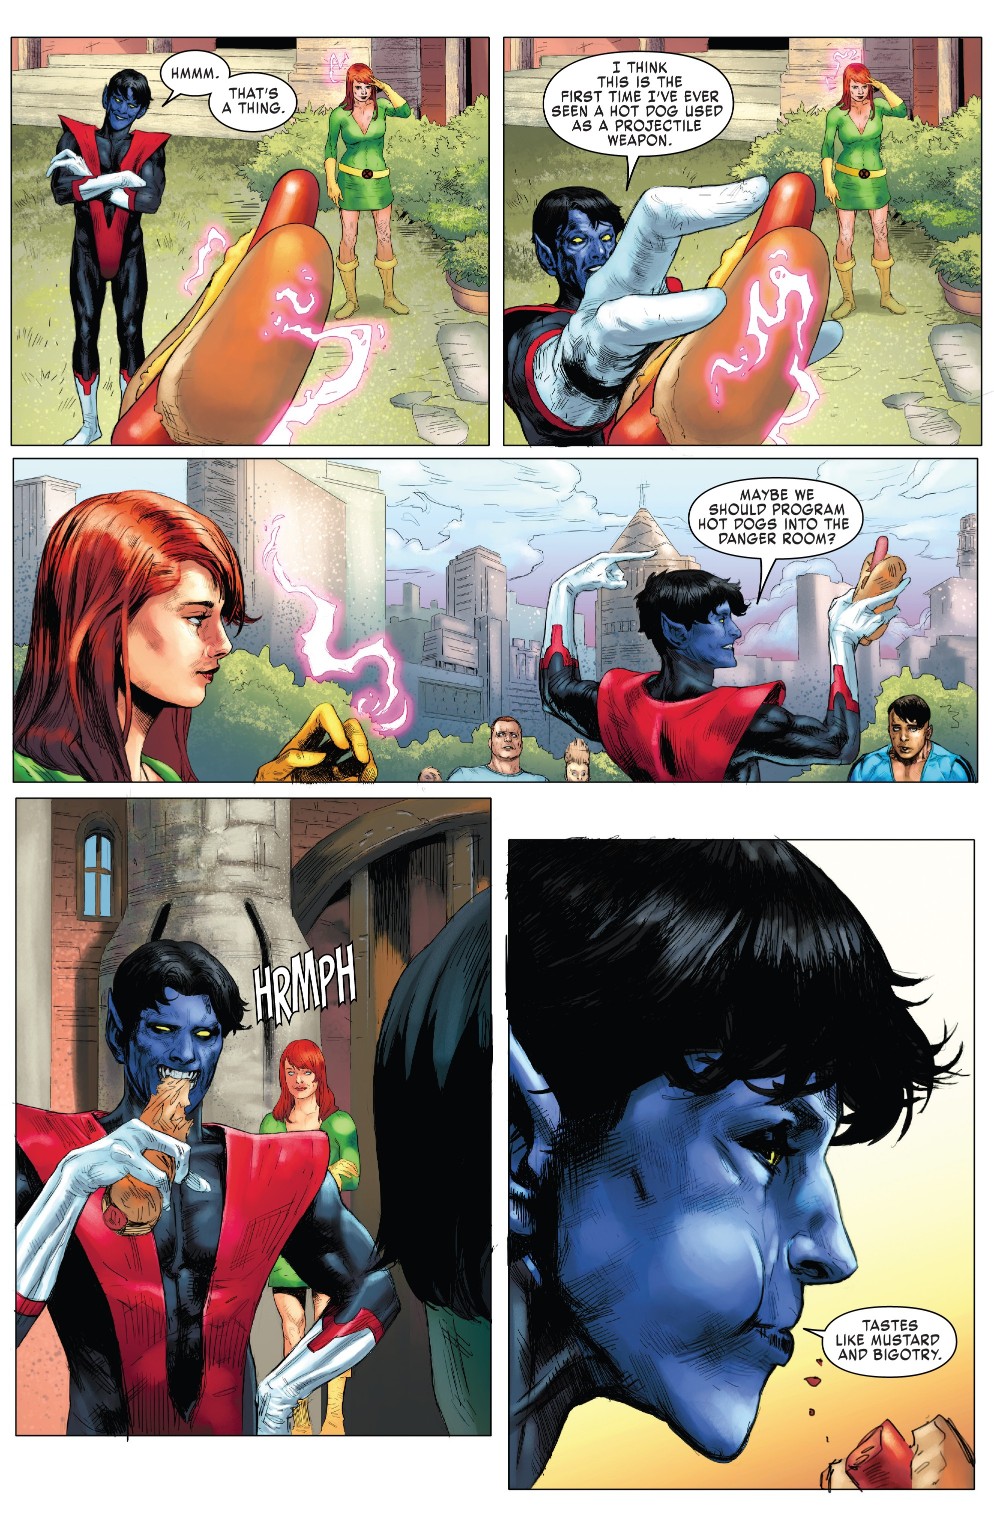 HMMM.
THAT'S
A THING.
I THINK
THIS IS THE
FIRST TIME I'VE EVER
SEEN A HOT DOG USED
AS A PROJECTILE
WEAPON.
MAYBE WE
SHOULD PROGRAM
HOT DOGS INTO THE
DANGER ROOM?
HRMPH
TASTES
LIKE MUSTARD
AND BIGOTRY.